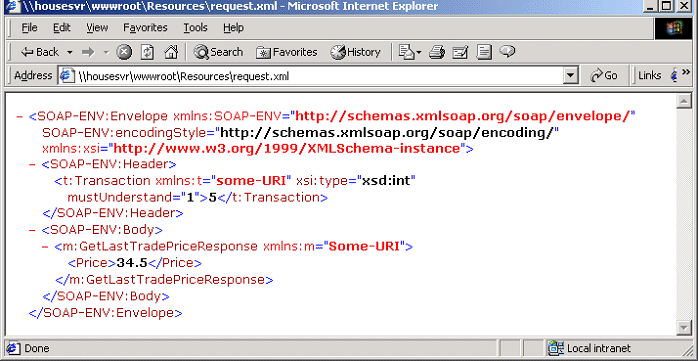 \\housesvr\wwwroot\Resources\request.xml - Microsoft Internet Explorer
File Edit View Favorites Tools Help
Back Search Favorites History
Address \\housesvr\wwwroot\Resources\request.xml Go Links »
- <SOAP-ENV:Envelope xmlns:SOAP-ENV="http://schemas.xmlsoap.org/soap/envelope/"
SOAP-ENV:encodingStyle="http://schemas.xmlsoap.org/soap/encoding/"
xmlns:xsi="http://www.w3.org/1999/XMLSchema-instance">
- <SOAP-ENV:Header>
<t:Transaction xmlns:t="some-URI" xsi:type="xsd:int"
mustUnderstand="1">5</t:Transaction>
</SOAP-ENV:Header>
- <SOAP-ENV:Body>
- <m:GetLastTradePriceResponse xmlns:m="Some-URI">
<Price>34.5</Price>
</m:GetLastTradePriceResponse>
</SOAP-ENV:Body>
</SOAP-ENV:Envelope>
Done Local intranet